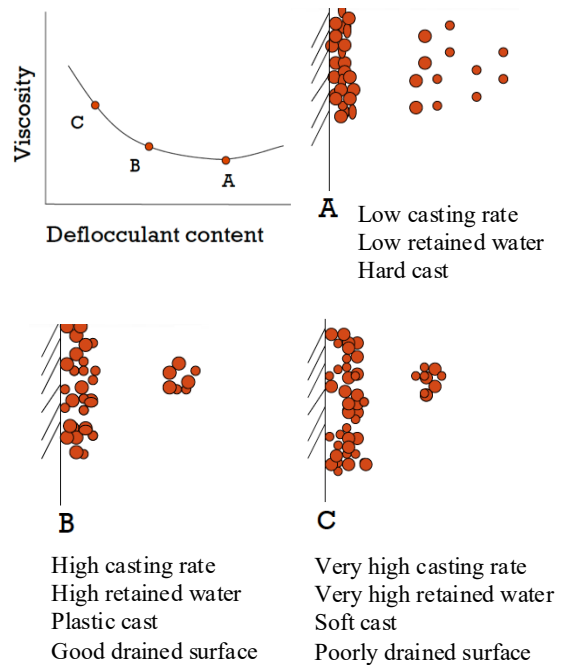 Viscosity
C
B
A
Deflocculant content
A
Low casting rate
Low retained water
Hard cast
B
High casting rate
High retained water
Plastic cast
Good drained surface
C
Very high casting rate
Very high retained water
Soft cast
Poorly drained surface